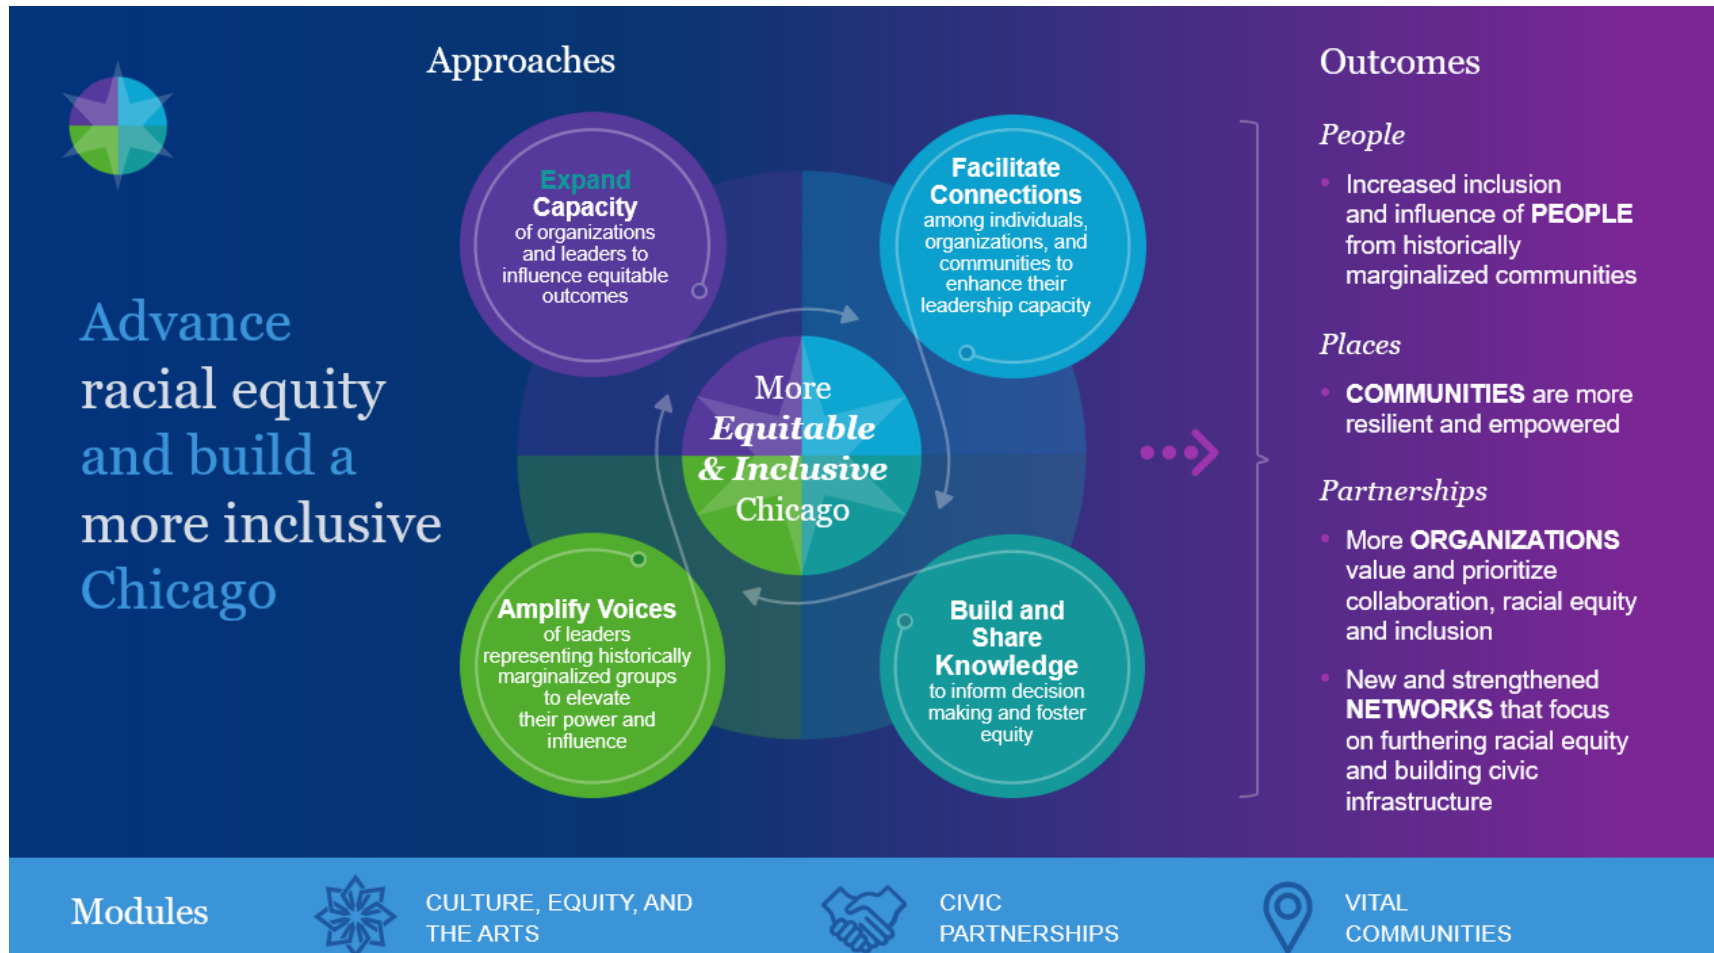 Approaches
Outcomes
Advance
racial equity
and build a
more inclusive
Chicago
Expand
Capacity
of organizations
and leaders to
influence equitable
outcomes
Facilitate
Connections
among individuals,
organizations, and
communities to
enhance their
leadership capacity
More
Equitable
& Inclusive
Chicago
Amplify Voices
of leaders
representing historically
marginalized groups
to elevate
their power and
influence
Build and
Share
Knowledge
to inform decision
making and foster
equity
People
• Increased inclusion
and influence of PEOPLE
from historically
marginalized communities
Places
• COMMUNITIES are more
resilient and empowered
Partnerships
• More ORGANIZATIONS
value and prioritize
collaboration, racial equity
and inclusion
• New and strengthened
NETWORKS that focus
on furthering racial equity
and building civic
infrastructure
Modules
CULTURE, EQUITY, AND
THE ARTS
CIVIC
PARTNERSHIPS
VITAL
COMMUNITIES